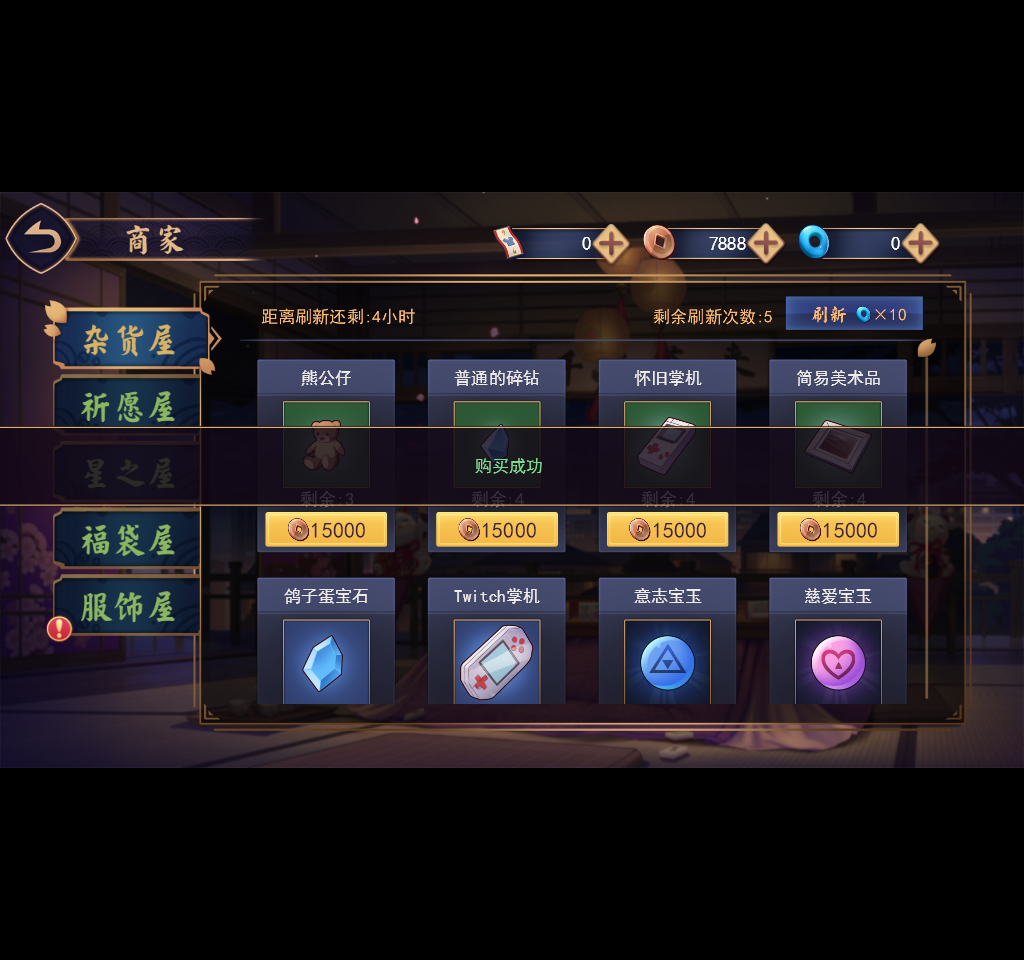 商家
0
7888
0
距离刷新还剩:4小时
剩余刷新次数:5
刷新 ×10
杂货屋
祈愿屋
星之屋
福袋屋
服饰屋
熊公仔
普通的碎钻
怀旧掌机
简易美术品
购买成功
剩余:3
剩余:4
剩余:4
剩余:4
15000
15000
15000
15000
鸽子蛋宝石
Twitch掌机
意志宝玉
慈爱宝玉